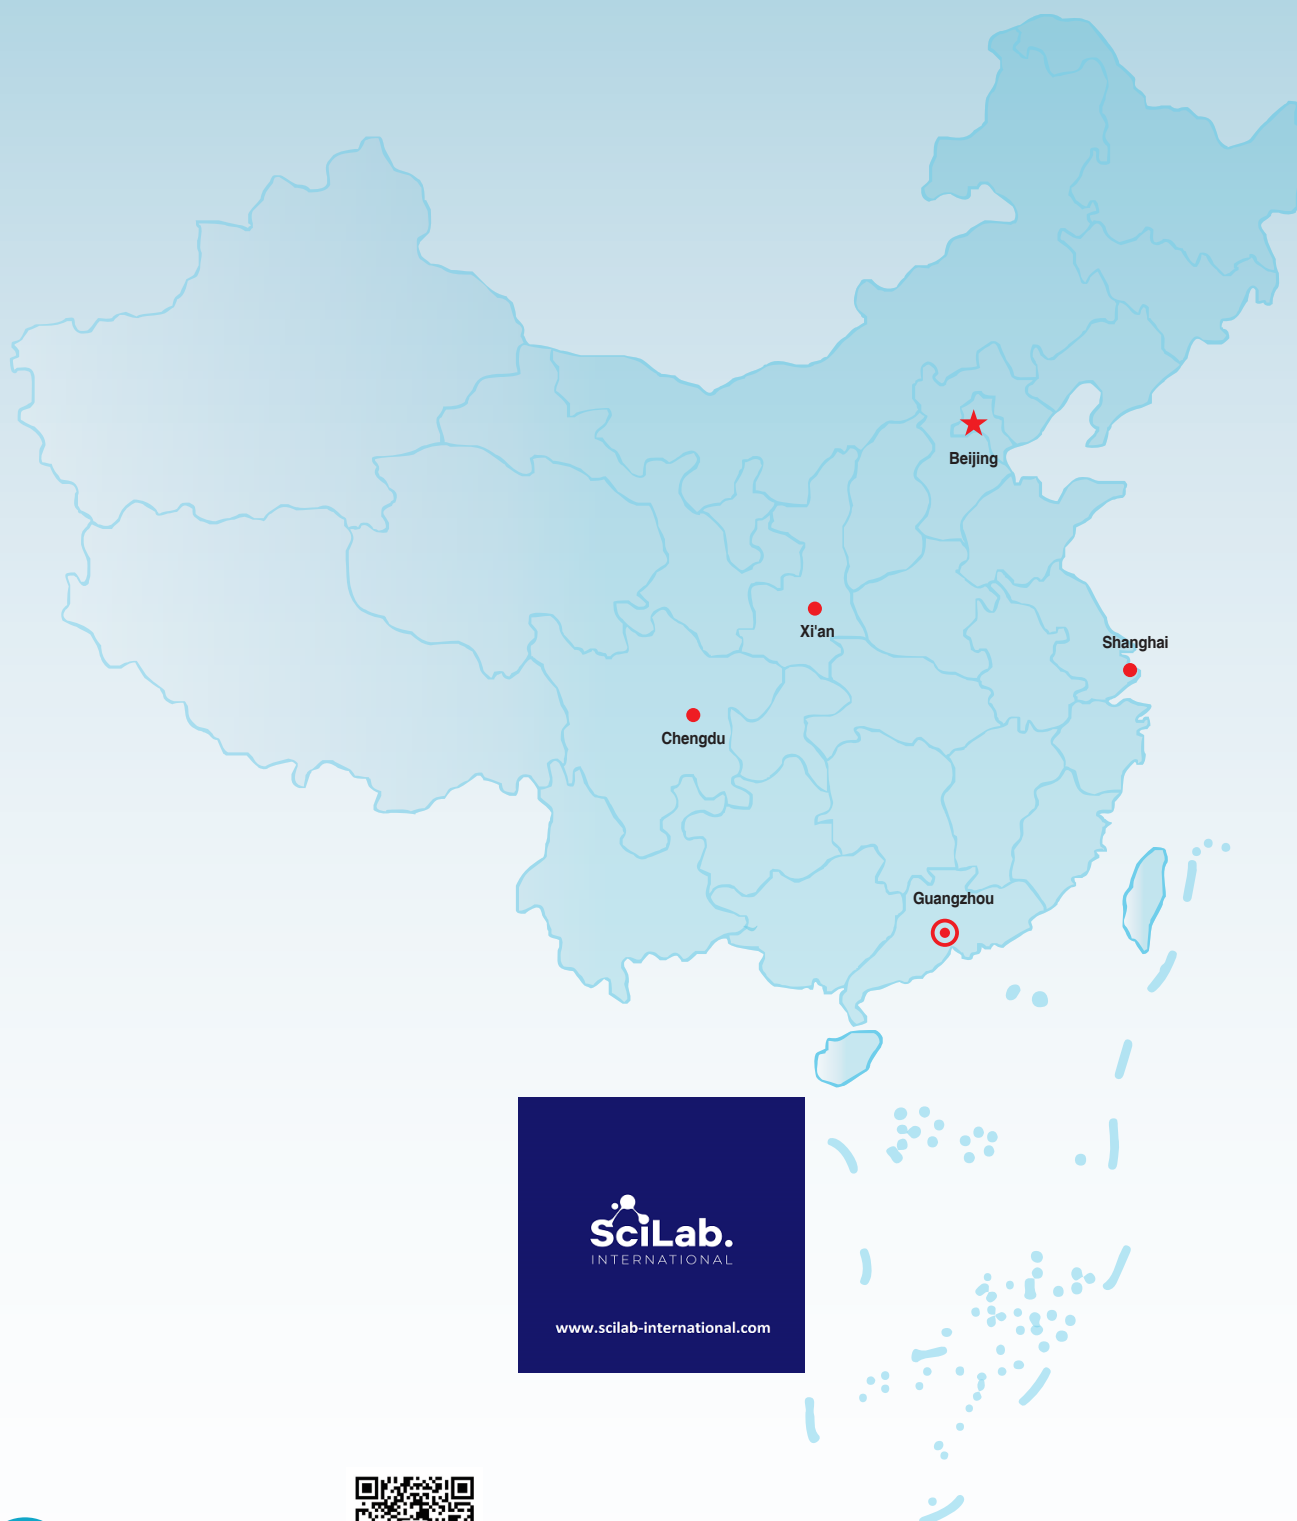 Beijing
Xi'an
Shanghai
Chengdu
Guangzhou
SciLab.
INTERNATIONAL
www.scilab-international.com